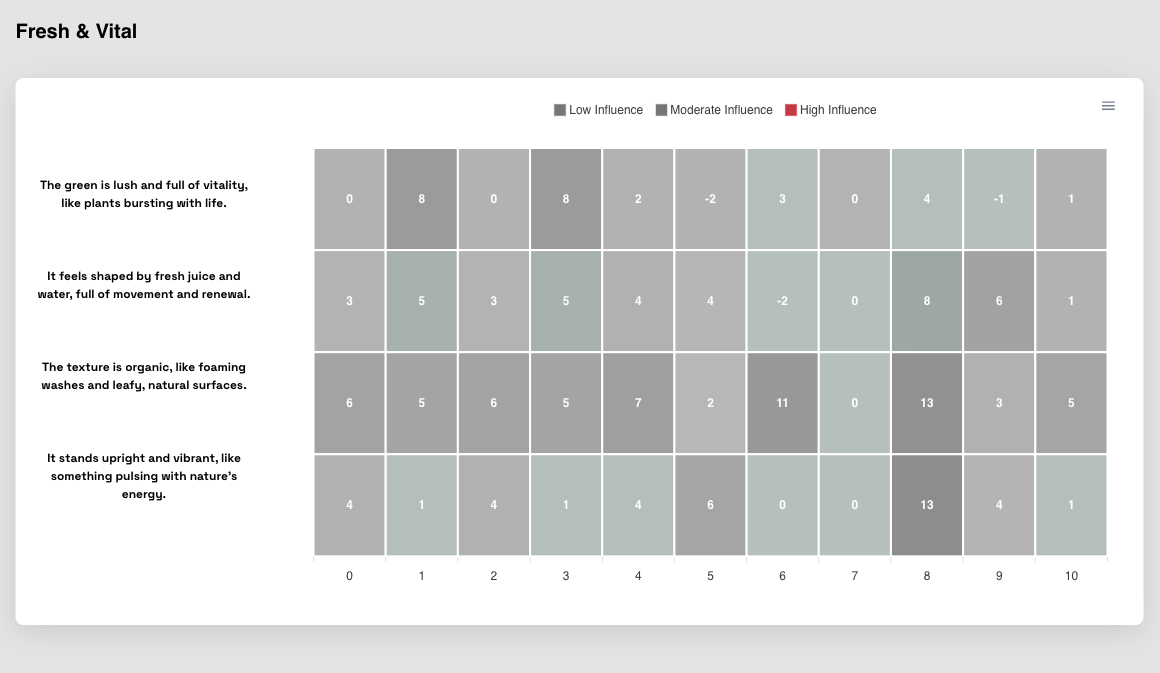 Fresh & Vital
Low Influence Moderate Influence High Influence
The green is lush and full of vitality,
like plants bursting with life.
0 8 0 8 2 -2 3 0 4 -1 1
It feels shaped by fresh juice and
water, full of movement and renewal.
3 5 3 5 4 4 -2 0 8 6 1
The texture is organic, like foaming
washes and leafy, natural surfaces.
6 5 6 5 7 2 11 0 13 3 5
It stands upright and vibrant, like
something pulsing with nature's
energy.
4 1 4 1 4 6 0 0 13 4 1
0 1 2 3 4 5 6 7 8 9 10